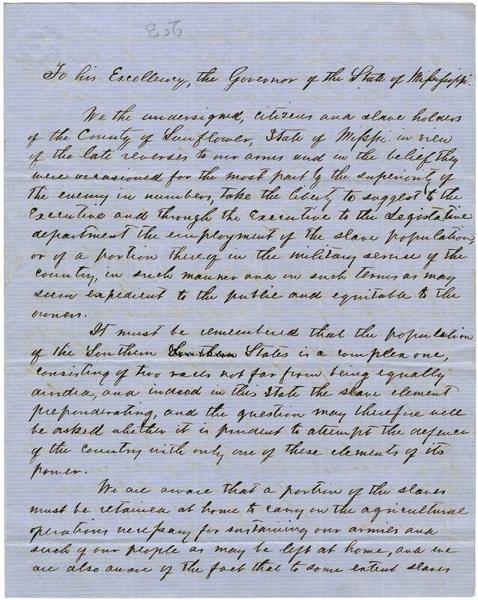 356
To his Excellency, the Governor of the State of Mississippi.
We the undersigned, citizens and slave holders
of the County of Sunflower, State of Missppi. in view
of the late reverses to our arms and in the belief they
were occasioned for the most part by the superiority of
the enemy in numbers, take the liberty to suggest to the
Executive and through the Executive to the Legislative
department the employment of the slave population,
or of a portion thereof in the military service of the
country, in such manner and on such terms as may
seem expedient to the public and equitable to the
owners.
It must be remembered that the population
of the Southern States is a complex one,
consisting of two races not far from being equally
divided, and indeed in this State the slave element
preponderating, and the question may therefore well
be asked whether it is prudent to attempt the defence
of the country with only one of these elements of its
power.
We are aware that a portion of the slaves
must be retained at home to carry on the agricultural
operations necessary for sustaining our armies and
such of our people as may be left at home, and we
are also aware of the fact that to some extent slaves